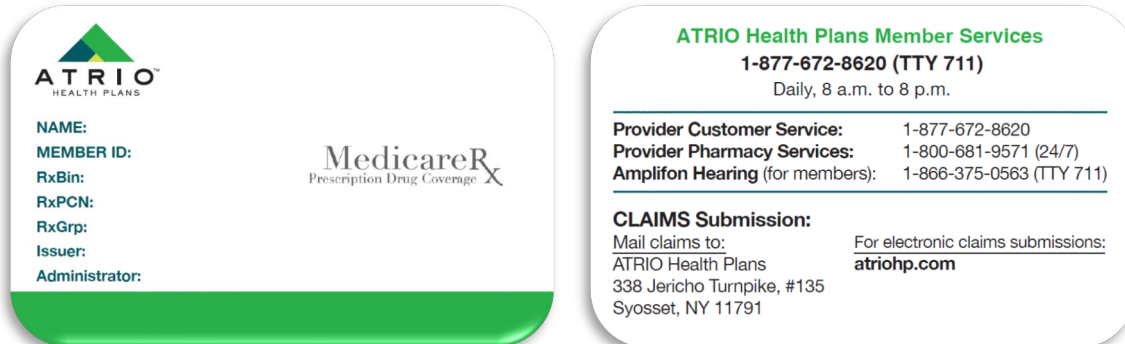 ATRIO™
HEALTH PLANS
NAME:
MEMBER ID:
RxBin:
RxPCN:
RxGrp:
Issuer:
Administrator:
MedicareRx
Prescription Drug Coverage
ATRIO Health Plans Member Services
1-877-672-8620 (TTY 711)
Daily, 8 a.m. to 8 p.m.
Provider Customer Service: 1-877-672-8620
Provider Pharmacy Services: 1-800-681-9571 (24/7)
Amplifon Hearing (for members): 1-866-375-0563 (TTY 711)
CLAIMS Submission:
Mail claims to:
ATRIO Health Plans
338 Jericho Turnpike, #135
Syosset, NY 11791
For electronic claims submissions:
atriohp.com